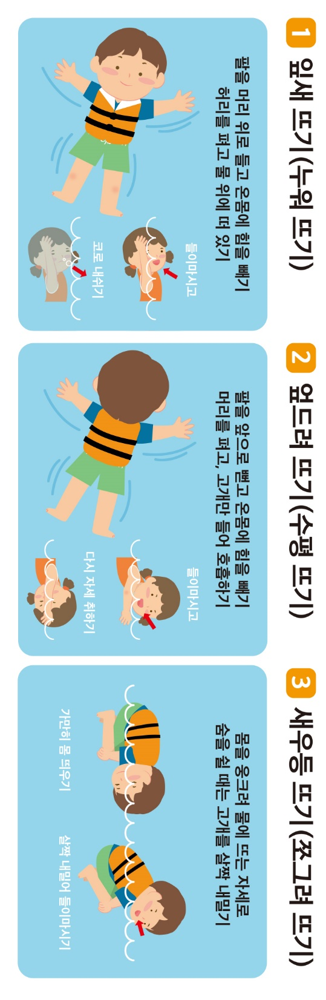 1 잎새 뜨기(누워 뜨기)
팔을 머리 위로 들고 온몸에 힘을 빼기
허리를 펴고 물 위에 떠 있기
들이마시고
코로 내쉬기
2 엎드려 뜨기(수평 뜨기)
팔을 앞으로 뻗고 온몸에 힘을 빼기
머리를 펴고, 고개만 들어 호흡하기
들이마시고
다시 자세 취하기
3 새우등 뜨기(쪼그려 뜨기)
몸을 웅크려 물에 뜨는 자세로
숨을 쉴 때는 고개를 살짝 내밀기
가만히 몸 띄우기
살짝 내밀어 들이마시기